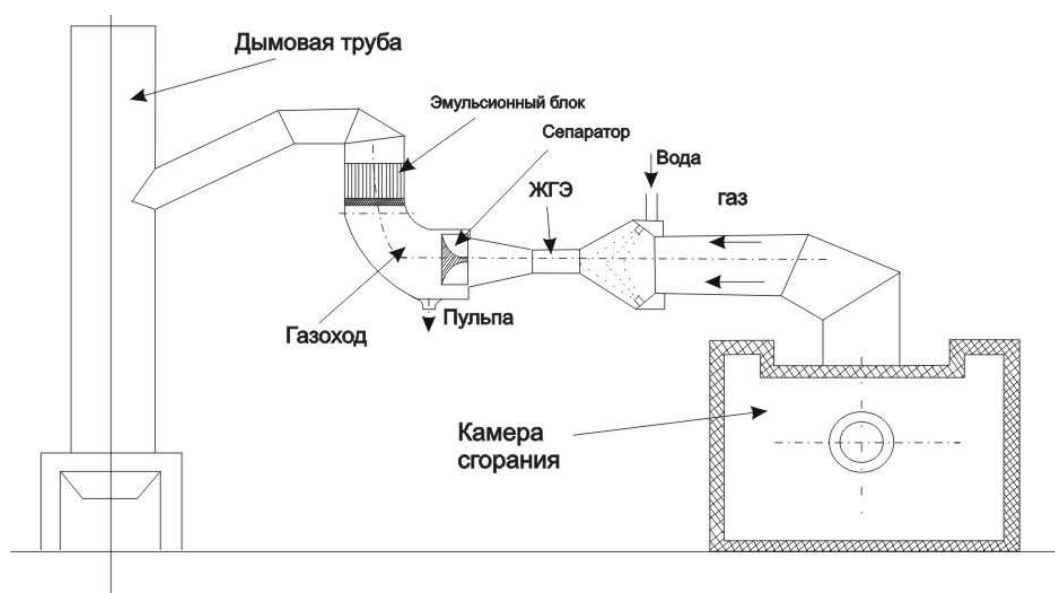 Дымовая труба
Эмульсионный блок
Сепаратор
Вода
ЖГЭ
газ
Пульпа
Газоход
Камера
сгорания